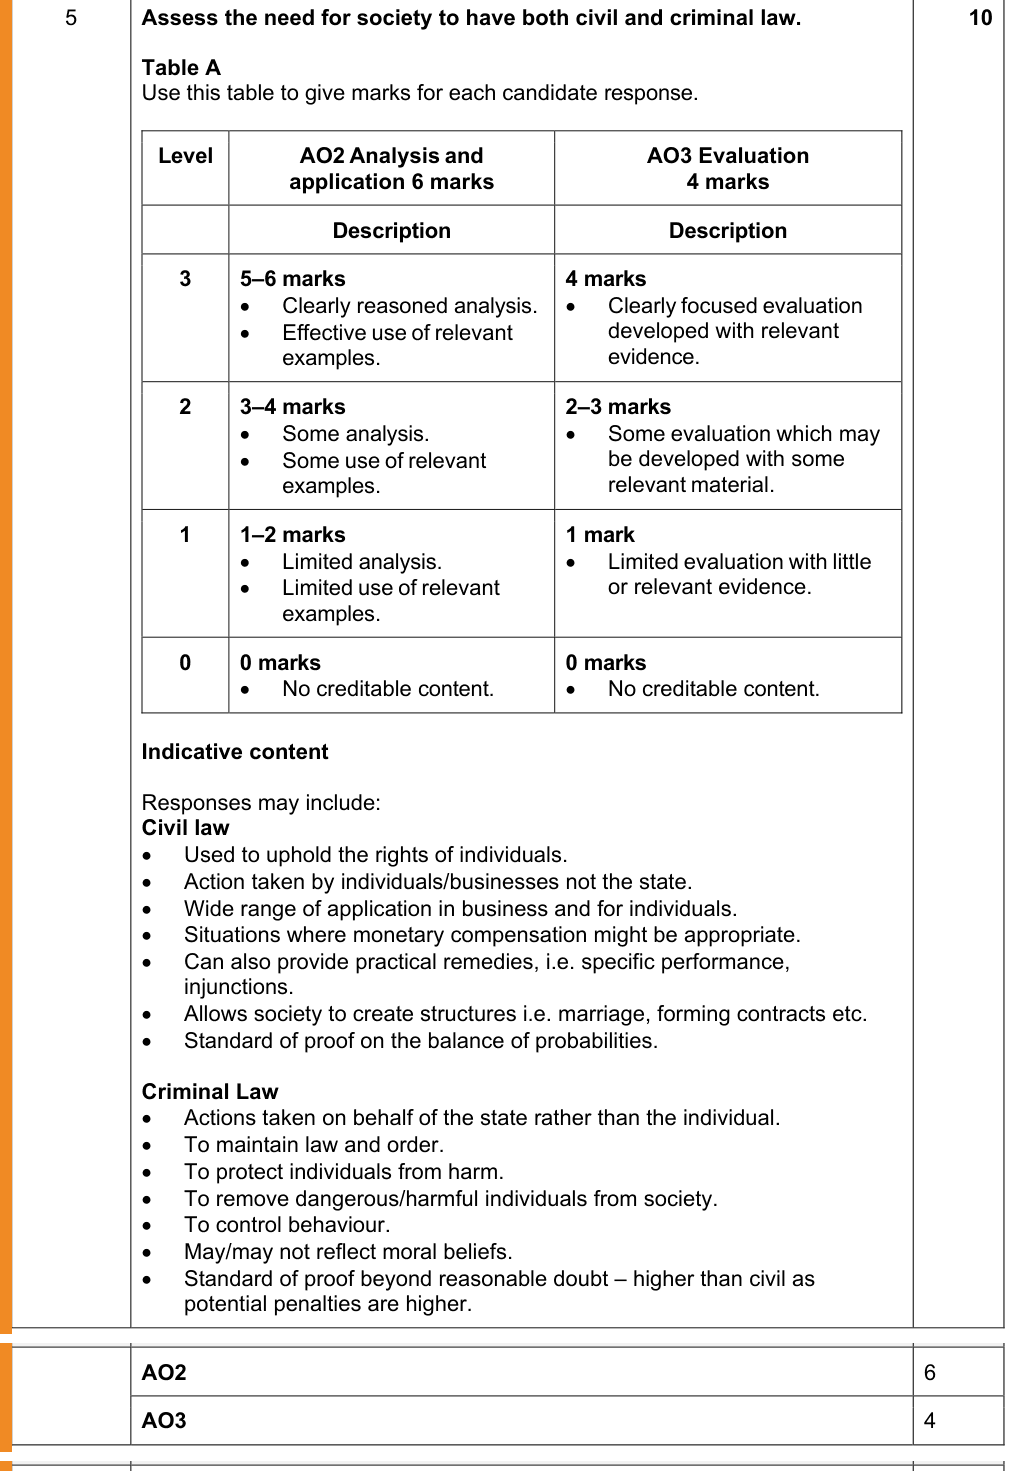 5 Assess the need for society to have both civil and criminal law. 10
Table A
Use this table to give marks for each candidate response.
Level AO2 Analysis and application 6 marks AO3 Evaluation 4 marks
Description Description
3 5–6 marks 4 marks
• Clearly reasoned analysis. • Clearly focused evaluation
• Effective use of relevant developed with relevant
examples. evidence.
2 3–4 marks 2–3 marks
• Some analysis. • Some evaluation which may
• Some use of relevant be developed with some
examples. relevant material.
1 1–2 marks 1 mark
• Limited analysis. • Limited evaluation with little
• Limited use of relevant or relevant evidence.
examples.
0 0 marks 0 marks
• No creditable content. • No creditable content.
Indicative content
Responses may include:
Civil law
• Used to uphold the rights of individuals.
• Action taken by individuals/businesses not the state.
• Wide range of application in business and for individuals.
• Situations where monetary compensation might be appropriate.
• Can also provide practical remedies, i.e. specific performance,
injunctions.
• Allows society to create structures i.e. marriage, forming contracts etc.
• Standard of proof on the balance of probabilities.
Criminal Law
• Actions taken on behalf of the state rather than the individual.
• To maintain law and order.
• To protect individuals from harm.
• To remove dangerous/harmful individuals from society.
• To control behaviour.
• May/may not reflect moral beliefs.
• Standard of proof beyond reasonable doubt – higher than civil as
potential penalties are higher.
AO2 6
AO3 4